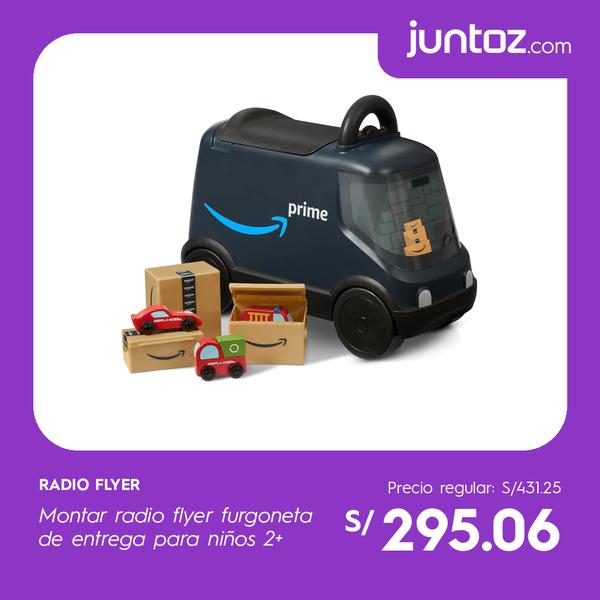 juntoz.com
prime
RADIO FLYER
Montar radio flyer furgoneta
de entrega para niños 2+
Precio regular: S/431.25
S/ 295.06